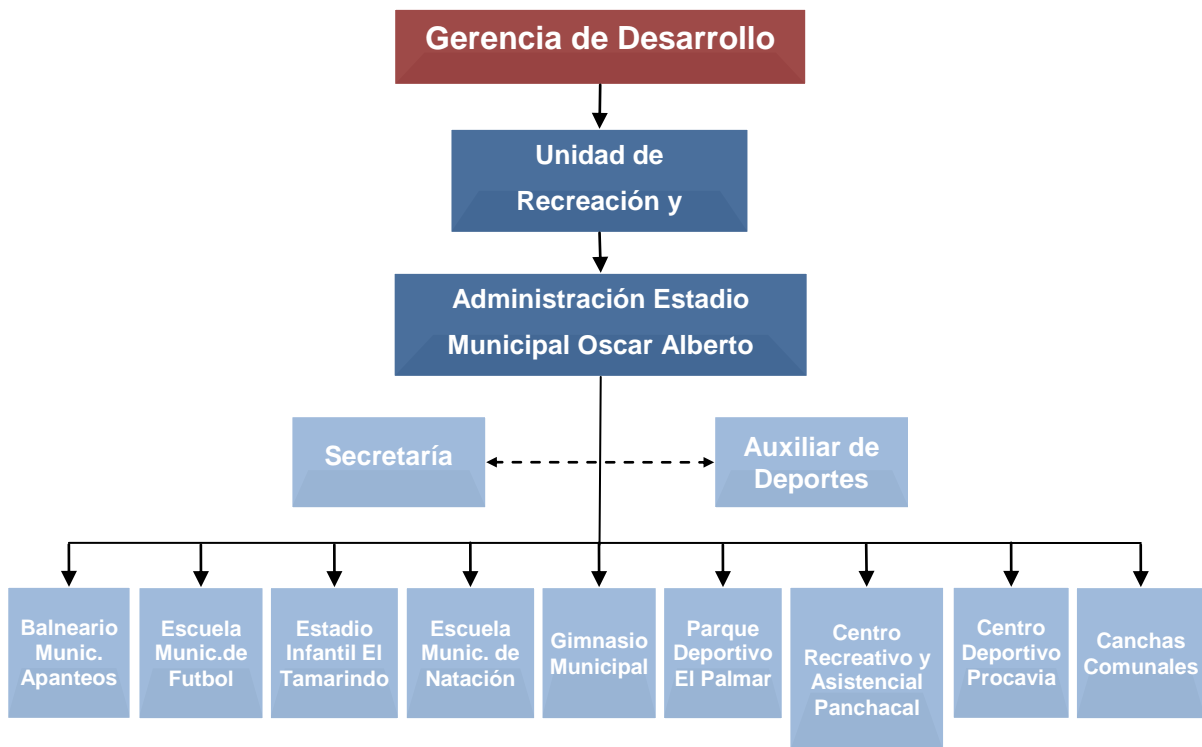 Gerencia de Desarrollo
Unidad de
Recreación y
Administración Estadio
Municipal Oscar Alberto
Secretaría
Auxiliar de
Deportes
Balneario
Munic.
Apanteos
Escuela
Munic.de
Futbol
Estadio
Infantil El
Tamarindo
Escuela
Munic. de
Natación
Gimnasio
Municipal
Parque
Deportivo
El Palmar
Centro
Recreativo y
Asistencial
Panchacal
Centro
Deportivo
Procavia
Canchas
Comunales